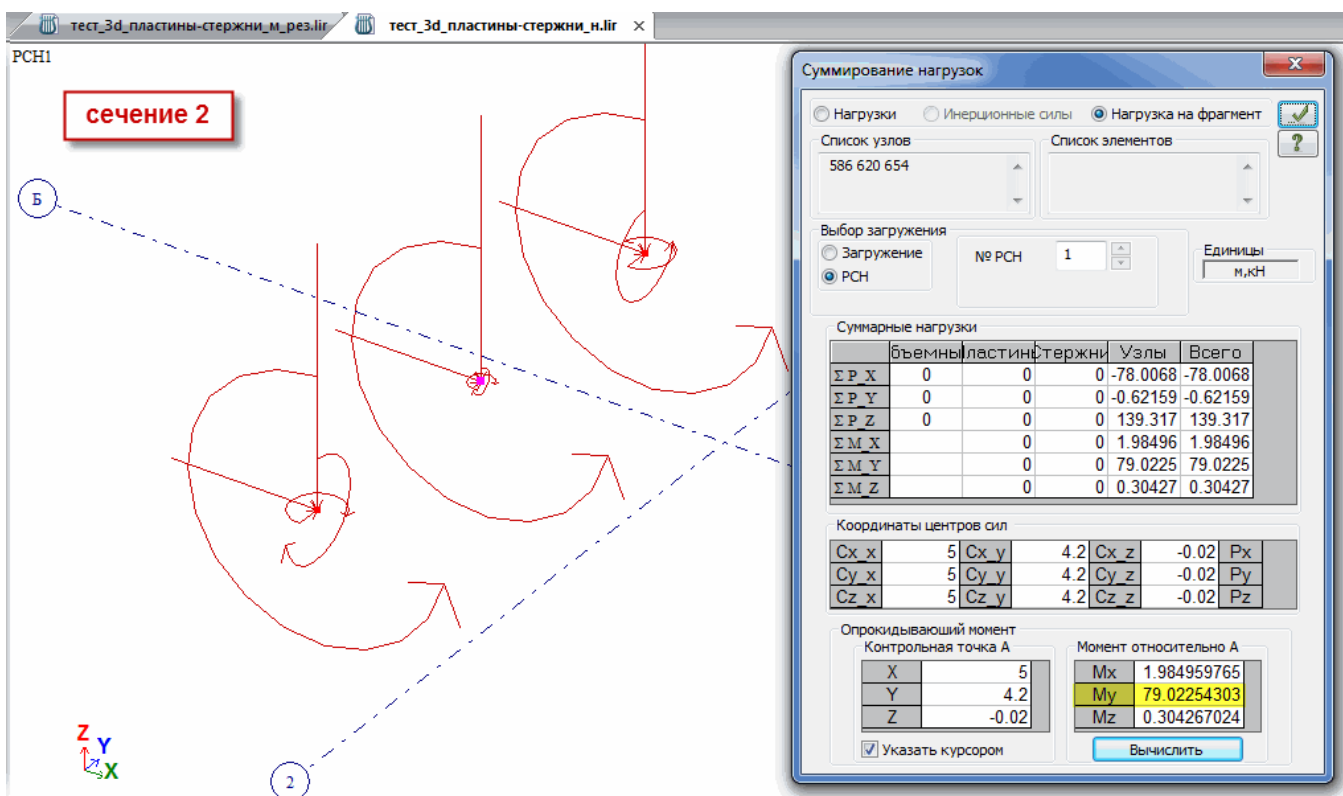 тест_3d_пластины-стержни_м_рез.lir тест_3d_пластины-стержни_н.lir ×
РСН1
сечение 2
Б
2
Z
Y
X
Суммирование нагрузок
Нагрузки Инерционные силы Нагрузка на фрагмент
?
Список узлов Список элементов
586 620 654
Выбор загружения
Загружение
РСН
№ РСН 1
Единицы
м,кН
Суммарные нагрузки
бъемны ластин тержни Узлы Всего
Σ P_X 0 0 0 -78.0068 -78.0068
Σ P_Y 0 0 0 -0.62159 -0.62159
Σ P_Z 0 0 0 139.317 139.317
Σ M_X 0 0 1.98496 1.98496
Σ M_Y 0 0 79.0225 79.0225
Σ M_Z 0 0 0.30427 0.30427
Координаты центров сил
Cx_x 5 Cx_y 4.2 Cx_z -0.02 Px
Cy_x 5 Cy_y 4.2 Cy_z -0.02 Py
Cz_x 5 Cz_y 4.2 Cz_z -0.02 Pz
Опрокидывающий момент
Контрольная точка А Момент относительно А
X 5 Mx 1.984959765
Y 4.2 My 79.02254303
Z -0.02 Mz 0.304267024
Указать курсором Вычислить